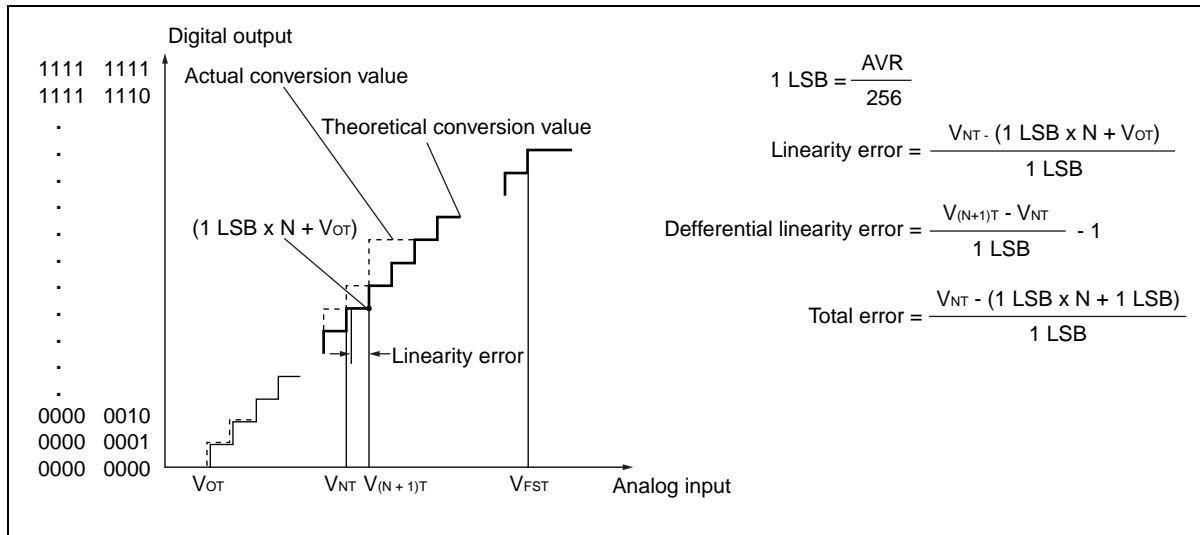 Digital output
1111 1111
1111 1110
Actual conversion value
Theoretical conversion value
(1 LSB x N + VOT)
Linearity error
0000 0010
0000 0001
0000 0000
VOT
VNT
V(N + 1)T
VFST
Analog input
1 LSB = AVR / 256
Linearity error = VNT - (1 LSB x N + VOT) / 1 LSB
Defferential linearity error = V(N+1)T - VNT / 1 LSB - 1
Total error = VNT - (1 LSB x N + 1 LSB) / 1 LSB